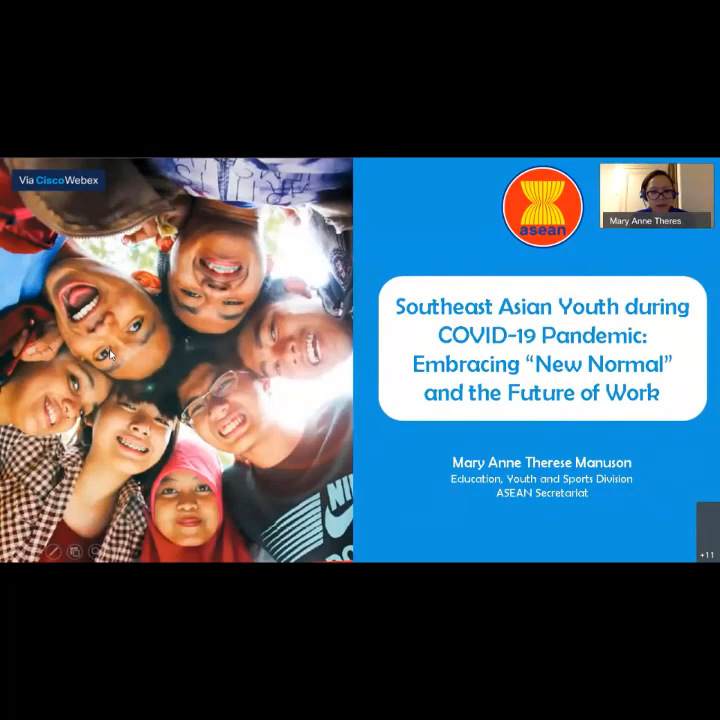 Via CiscoWebex
asean
Mary Anne Theres
Southeast Asian Youth during
COVID-19 Pandemic:
Embracing “New Normal”
and the Future of Work
Mary Anne Therese Manuson
Education, Youth and Sports Division
ASEAN Secretariat
+11